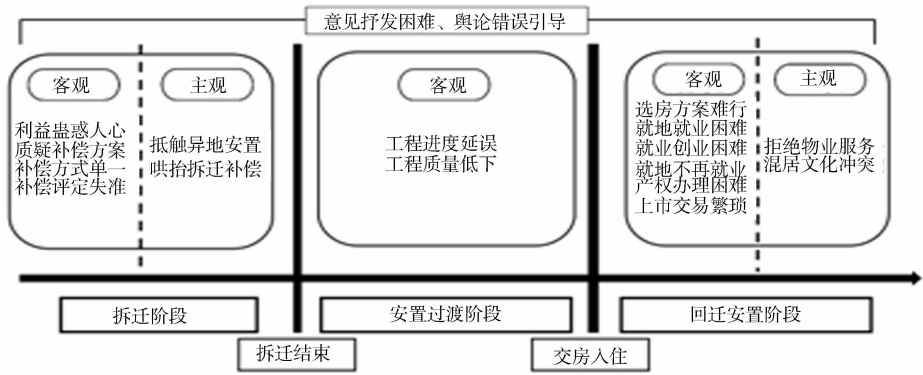 意见抒发困难、舆论错误引导
客观
主观
利益蛊惑人心
质疑补偿方案
补偿方式单一
补偿评定失准
抵触异地安置
哄抬拆迁补偿
客观
工程进度延误
工程质量低下
客观
主观
选房方案难行
就地就业困难
就业创业困难
就地不再就业
产权办理困难
上市交易繁琐
拒绝物业服务
混居文化冲突
拆迁阶段
安置过渡阶段
回迁安置阶段
拆迁结束
交房入住